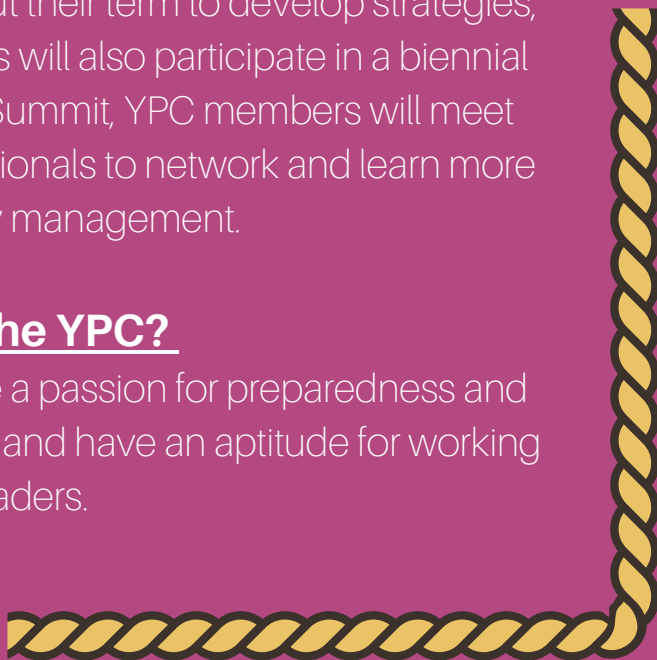 their term to develop strategies,
will also participate in a biennial
Summit, YPC members will meet
to network and learn more
management.
he YPC?
a passion for preparedness and
and have an aptitude for working
aders.